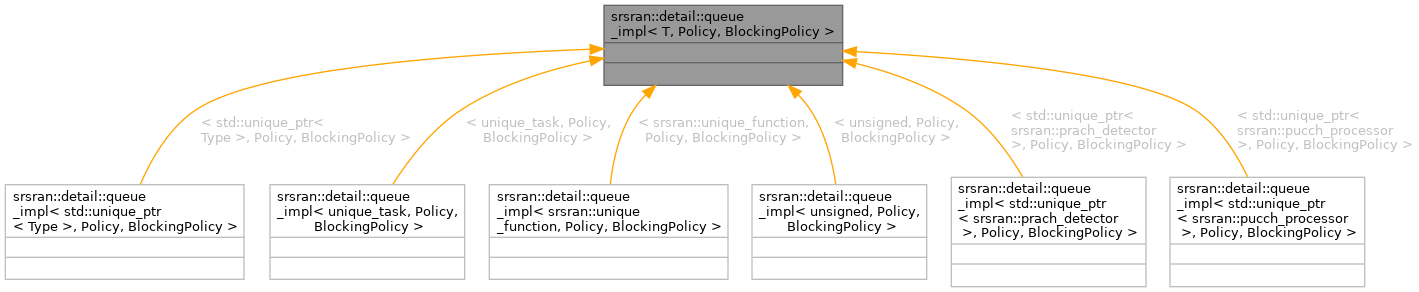 srsran::detail::queue
_impl< T, Policy, BlockingPolicy >
< std::unique_ptr<
Type >, Policy, BlockingPolicy >
< unique_task, Policy,
BlockingPolicy >
< srsran::unique_function,
Policy, BlockingPolicy >
< unsigned, Policy,
BlockingPolicy >
< std::unique_ptr<
srsran::prach_detector
>, Policy, BlockingPolicy >
< std::unique_ptr<
srsran::pucch_processor
>, Policy, BlockingPolicy >
srsran::detail::queue
_impl< std::unique_ptr
< Type >, Policy, BlockingPolicy >
srsran::detail::queue
_impl< unique_task, Policy,
BlockingPolicy >
srsran::detail::queue
_impl< srsran::unique
_function, Policy, BlockingPolicy >
srsran::detail::queue
_impl< unsigned, Policy,
BlockingPolicy >
srsran::detail::queue
_impl< std::unique_ptr
< srsran::prach_detector
>, Policy, BlockingPolicy >
srsran::detail::queue
_impl< std::unique_ptr
< srsran::pucch_processor
>, Policy, BlockingPolicy >